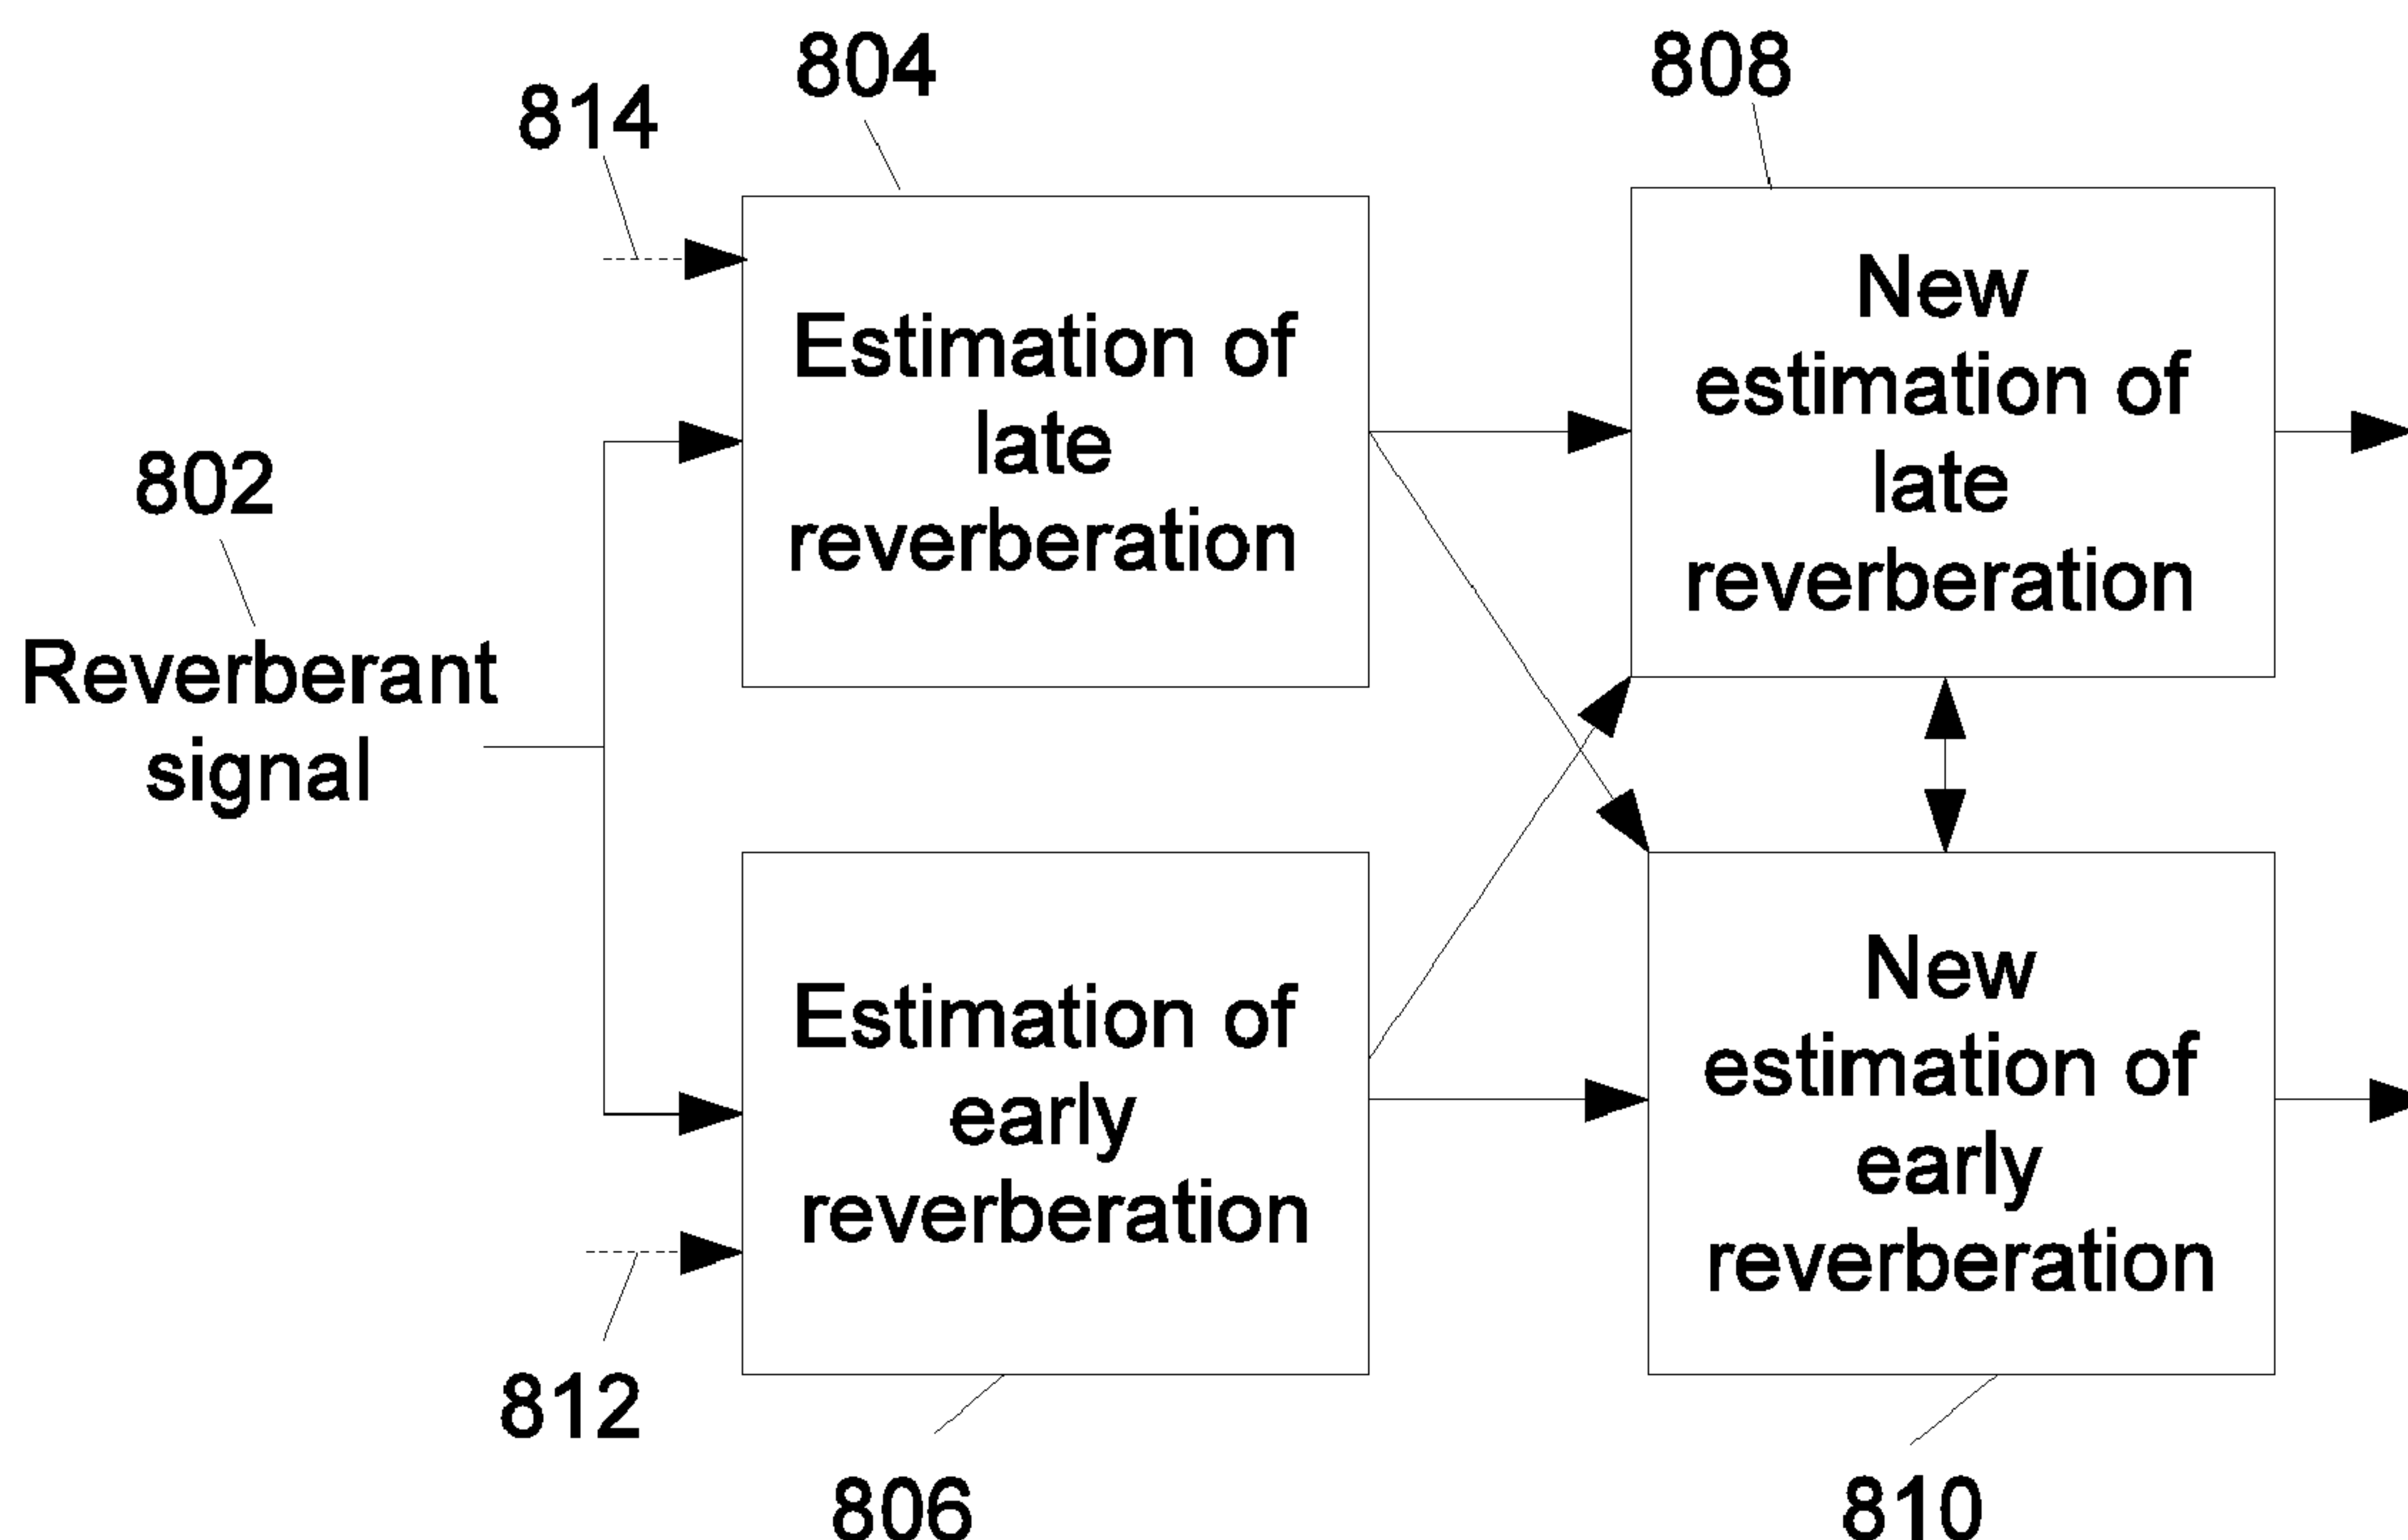 804
808
814
Estimation of
late
reverberation
New
estimation of
late
reverberation
802
Reverberant
signal
Estimation of
early
reverberation
New
estimation of
early
reverberation
812
806
810